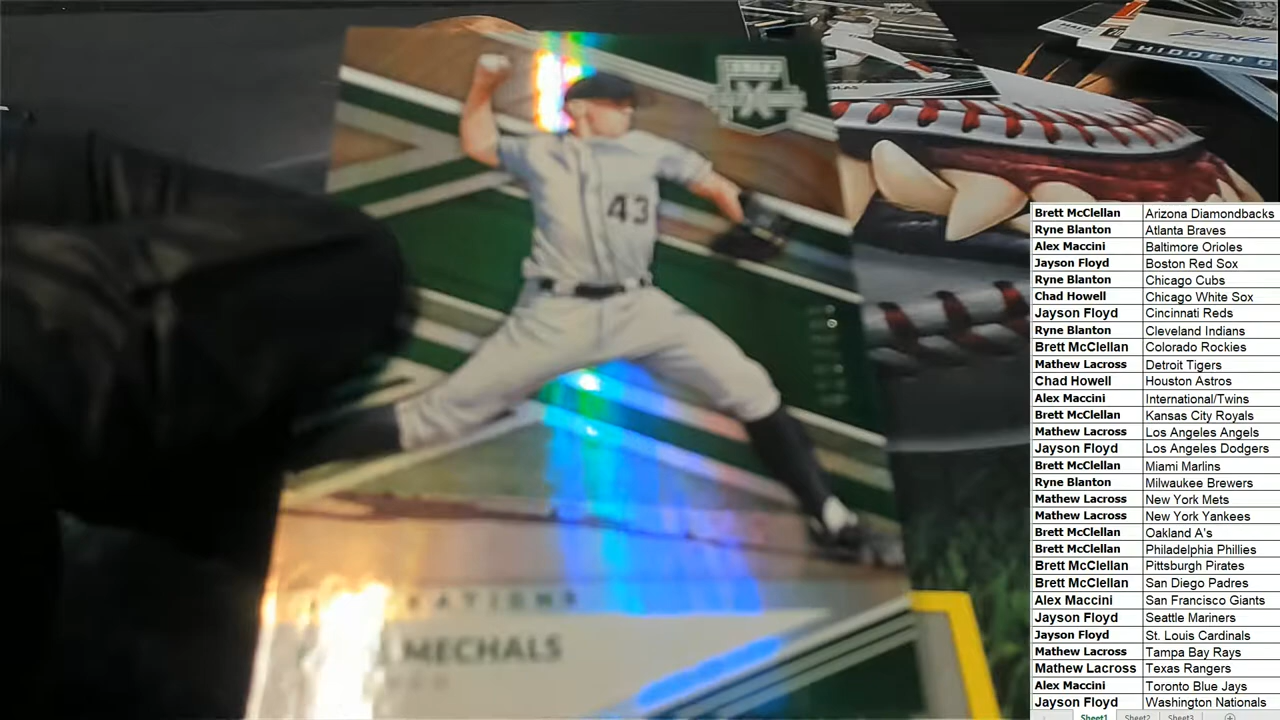 HIDDEN G
43
X
MECHALS
Brett McClellan Arizona Diamondbacks
Ryne Blanton Atlanta Braves
Alex Maccini Baltimore Orioles
Jayson Floyd Boston Red Sox
Ryne Blanton Chicago Cubs
Chad Howell Chicago White Sox
Jayson Floyd Cincinnati Reds
Ryne Blanton Cleveland Indians
Brett McClellan Colorado Rockies
Mathew Lacross Detroit Tigers
Chad Howell Houston Astros
Alex Maccini International/Twins
Brett McClellan Kansas City Royals
Mathew Lacross Los Angeles Angels
Jayson Floyd Los Angeles Dodgers
Brett McClellan Miami Marlins
Ryne Blanton Milwaukee Brewers
Mathew Lacross New York Mets
Mathew Lacross New York Yankees
Brett McClellan Oakland A's
Brett McClellan Philadelphia Phillies
Brett McClellan Pittsburgh Pirates
Brett McClellan San Diego Padres
Alex Maccini San Francisco Giants
Jayson Floyd Seattle Mariners
Jayson Floyd St. Louis Cardinals
Mathew Lacross Tampa Bay Rays
Mathew Lacross Texas Rangers
Alex Maccini Toronto Blue Jays
Jayson Floyd Washington Nationals
Sheet1 Sheet2 Sheet3